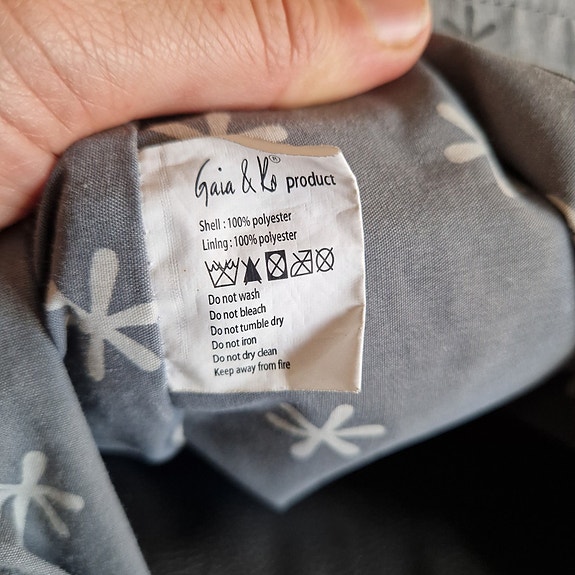 Gaia & Ko® product
Shell : 100% polyester
Lining : 100% polyester
Do not wash
Do not bleach
Do not tumble dry
Do not iron
Do not dry clean
Keep away from fire